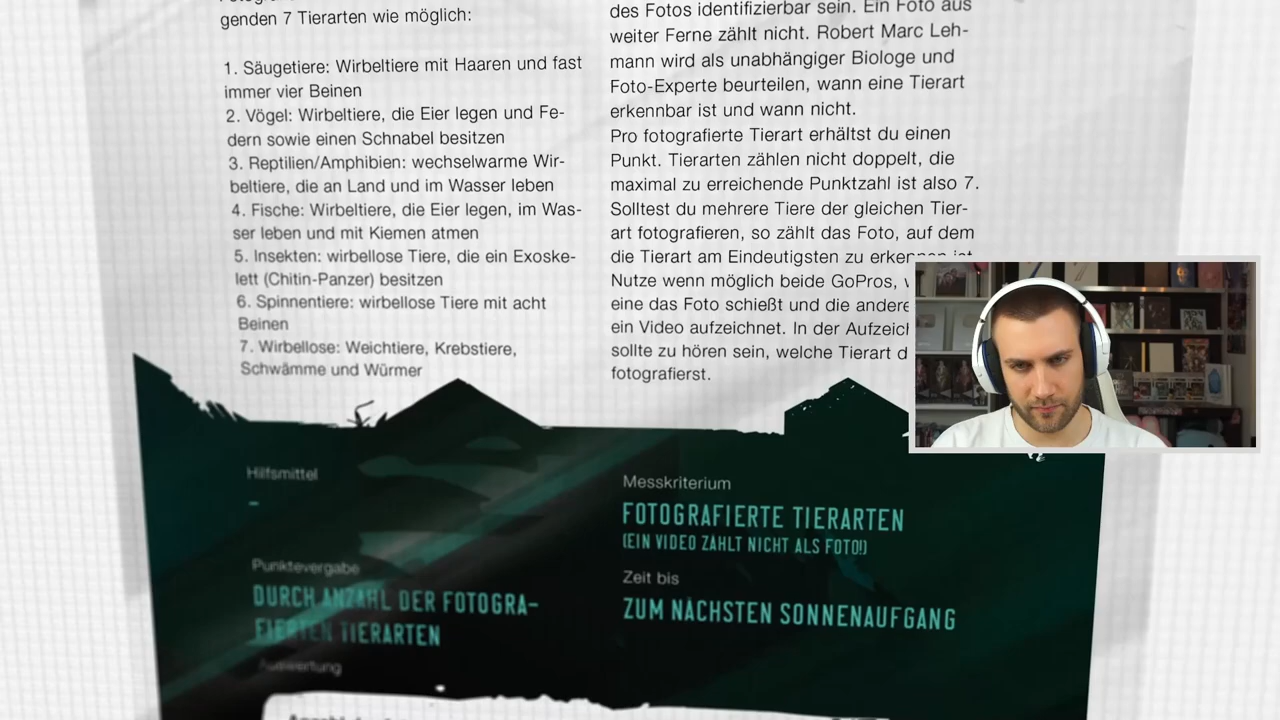 genden 7 Tierarten wie möglich:
1. Säugetiere: Wirbeltiere mit Haaren und fast
immer vier Beinen
2. Vögel: Wirbeltiere, die Eier legen und Fe-
dern sowie einen Schnabel besitzen
3. Reptilien/Amphibien: wechselwarme Wir-
beltiere, die an Land und im Wasser leben
4. Fische: Wirbeltiere, die Eier legen, im Was-
ser leben und mit Kiemen atmen
5. Insekten: wirbellose Tiere, die ein Exoske-
lett (Chitin-Panzer) besitzen
6. Spinnentiere: wirbellose Tiere mit acht
Beinen
7. Wirbellose: Weichtiere, Krebstiere,
Schwämme und Würmer
des Fotos identifizierbar sein. Ein Foto aus
weiter Ferne zählt nicht. Robert Marc Leh-
mann wird als unabhängiger Biologe und
Foto-Experte beurteilen, wann eine Tierart
erkennbar ist und wann nicht.
Pro fotografierte Tierart erhältst du einen
Punkt. Tierarten zählen nicht doppelt, die
maximal zu erreichende Punktzahl ist also 7.
Solltest du mehrere Tiere der gleichen Tier-
art fotografieren, so zählt das Foto, auf dem
die Tierart am Eindeutigsten zu erkennen ist.
Nutze wenn möglich beide GoPros,
eine das Foto schießt und die andere
ein Video aufzeichnet. In der
sollte zu hören sein, welche Tierart
fotografierst.
Hilfsmittel
-
Punktevergabe
DURCH ANZAHL DER FOTOGRA-
FIERTEN TIERARTEN
Auswertung
Messkriterium
FOTOGRAFIERTE TIERARTEN
(EIN VIDEO ZÄHLT NICHT ALS FOTO!)
Zeit bis
ZUM NÄCHSTEN SONNENAUFGANG